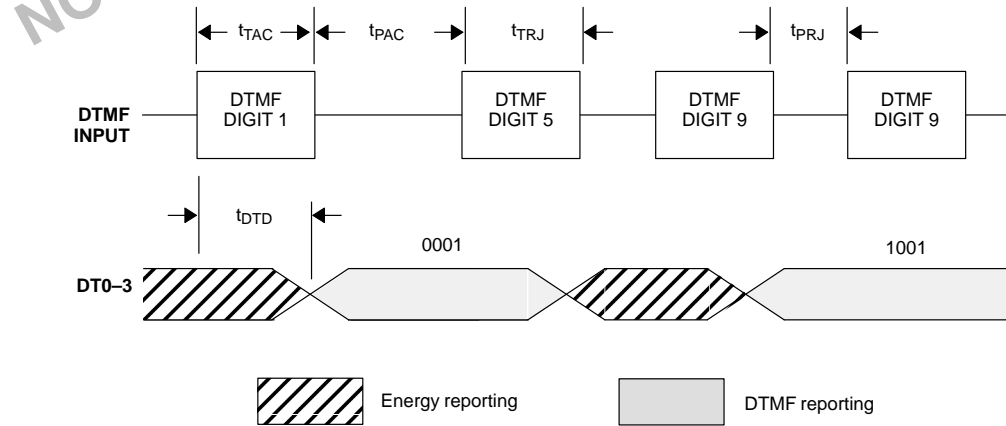 NO
tTAC
tPAC
tTRJ
tPRJ
DTMF
INPUT
DTMF
DIGIT 1
DTMF
DIGIT 5
DTMF
DIGIT 9
DTMF
DIGIT 9
tDTD
0001
1001
DT0–3
Energy reporting
DTMF reporting